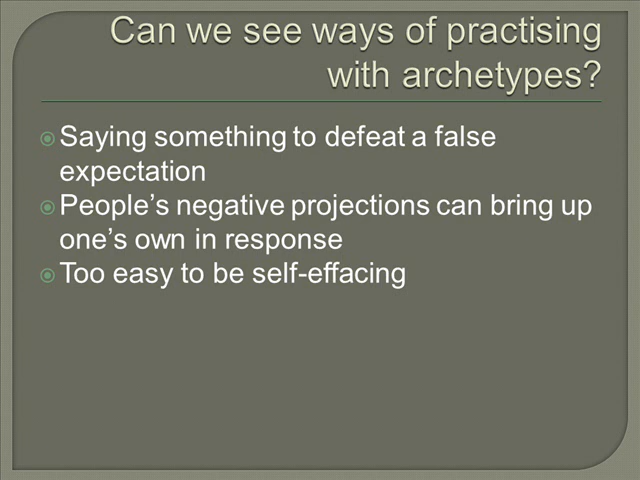 Can we see ways of practising
with archetypes?
Saying something to defeat a false
expectation
People’s negative projections can bring up
one’s own in response
Too easy to be self-effacing